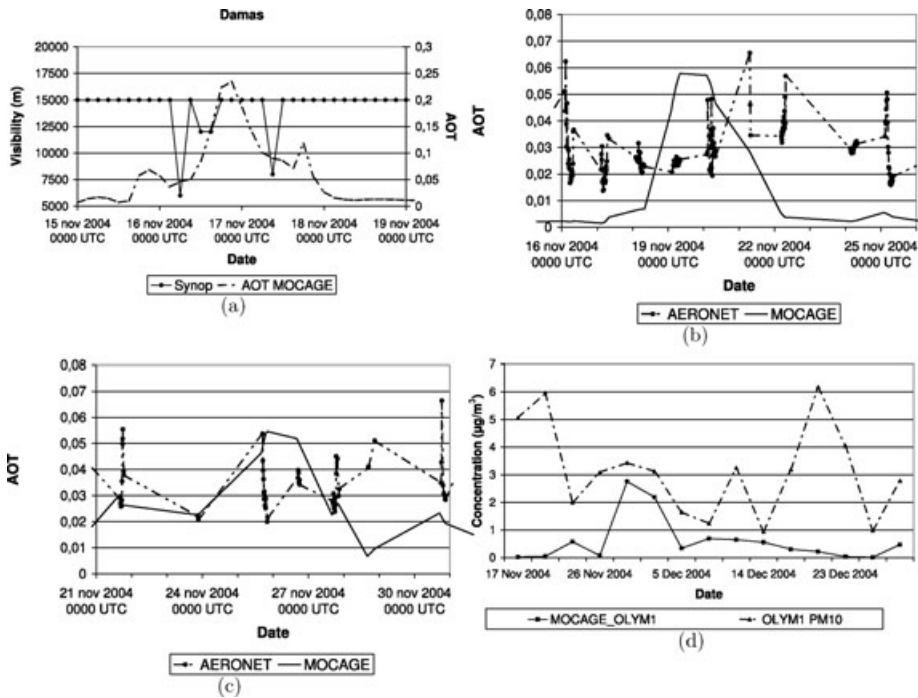 Damas
20000
17500
15000
12500
10000
7500
5000
Visibility (m)
0,3
0,25
0,2
0,15
0,1
0,05
0
AOT
15 nov 2004 16 nov 2004 17 nov 2004 18 nov 2004 19 nov 2004
0000 UTC 0000 UTC 0000 UTC 0000 UTC 0000 UTC
Date
Synop AOT MOCAGE
(a)
0,08
0,07
0,06
0,05
0,04
0,03
0,02
0,01
0
AOT
16 nov 2004 19 nov 2004 22 nov 2004 25 nov 2004
0000 UTC 0000 UTC 0000 UTC 0000 UTC
Date
AERONET MOCAGE
(b)
0,08
0,07
0,06
0,05
0,04
0,03
0,02
0,01
0
AOT
21 nov 2004 24 nov 2004 27 nov 2004 30 nov 2004
0000 UTC 0000 UTC 0000 UTC 0000 UTC
Date
AERONET MOCAGE
(c)
7
6
5
4
3
2
1
0
Concentration (µg/m³)
17 Nov 2004 26 Nov 2004 5 Dec 2004 14 Dec 2004 23 Dec 2004
Date
MOCAGE_OLYM1 OLYM1 PM10
(d)